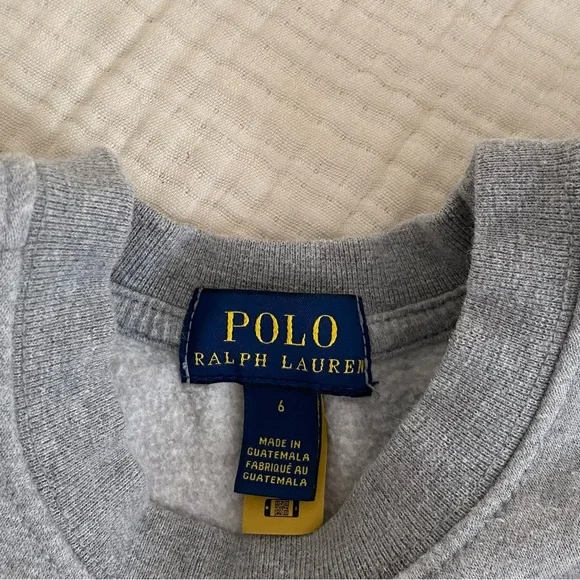 POLO
RALPH LAUREN
6
MADE IN
GUATEMALA
FABRIQUÉ AU
GUATEMALA